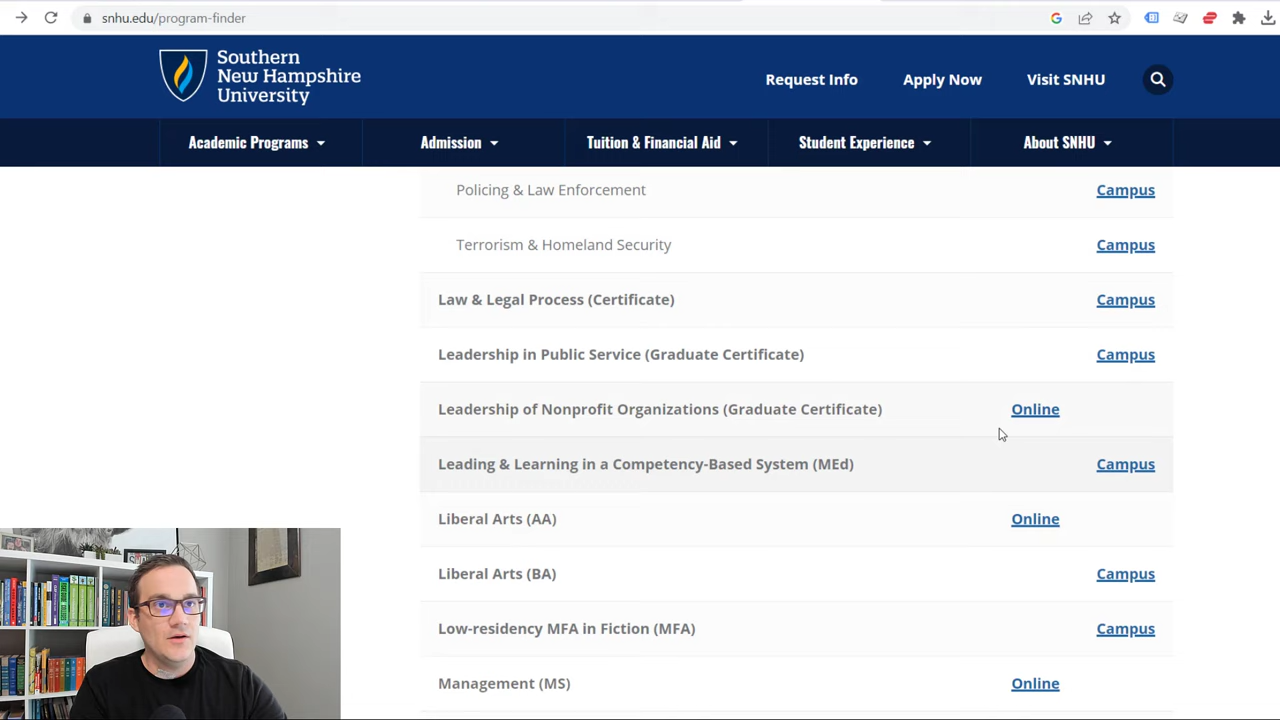 snhu.edu/program-finder
Southern
New Hampshire
University
Request Info
Apply Now
Visit SNHU
Academic Programs
Admission
Tuition & Financial Aid
Student Experience
About SNHU
Policing & Law Enforcement Campus
Terrorism & Homeland Security Campus
Law & Legal Process (Certificate) Campus
Leadership in Public Service (Graduate Certificate) Campus
Leadership of Nonprofit Organizations (Graduate Certificate) Online
Leading & Learning in a Competency-Based System (MEd) Campus
Liberal Arts (AA) Online
Liberal Arts (BA) Campus
Low-residency MFA in Fiction (MFA) Campus
Management (MS) Online